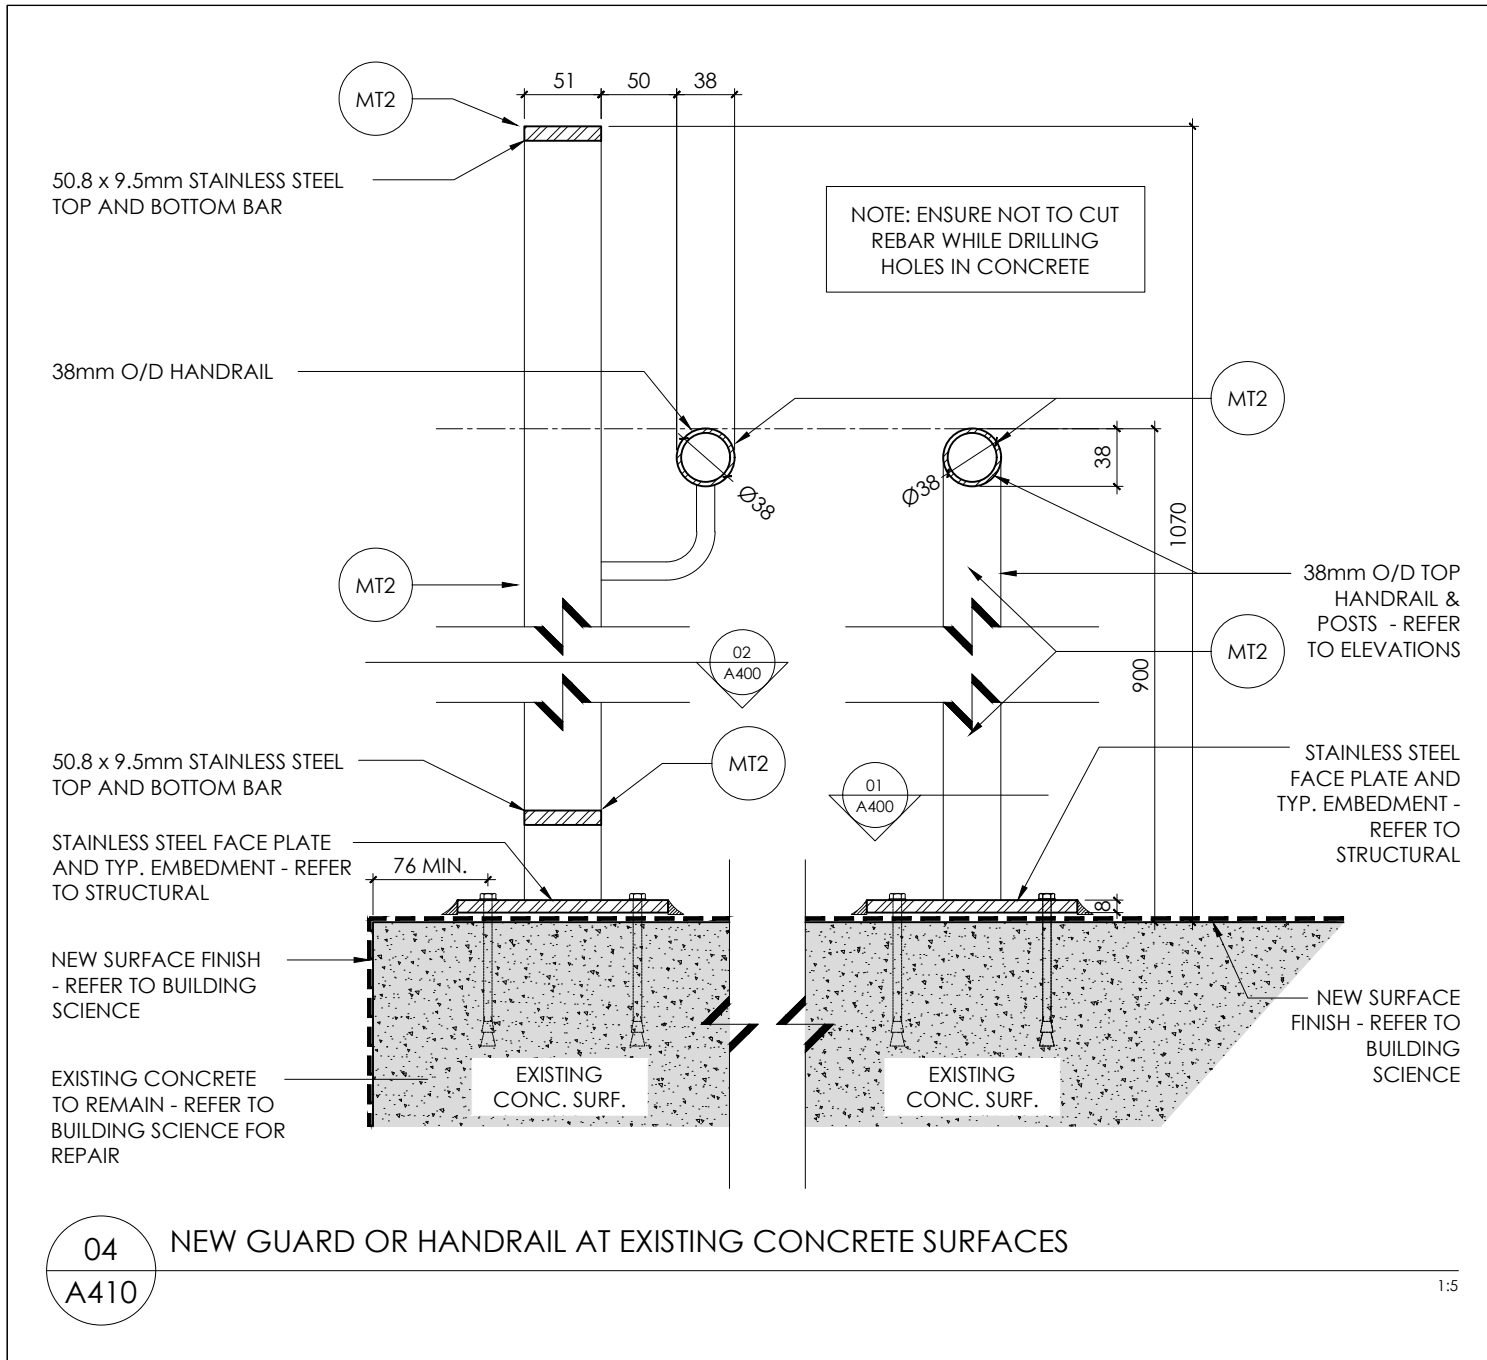 51
50
38
MT2
50.8 x 9.5mm STAINLESS STEEL
TOP AND BOTTOM BAR
NOTE: ENSURE NOT TO CUT
REBAR WHILE DRILLING
HOLES IN CONCRETE
38mm O/D HANDRAIL
MT2
38
Ø38
Ø38
1070
MT2
38mm O/D TOP
HANDRAIL &
POSTS - REFER
TO ELEVATIONS
02
A400
MT2
900
50.8 x 9.5mm STAINLESS STEEL
TOP AND BOTTOM BAR
MT2
STAINLESS STEEL
FACE PLATE AND
TYP. EMBEDMENT -
REFER TO
STRUCTURAL
01
A400
STAINLESS STEEL FACE PLATE
AND TYP. EMBEDMENT - REFER
TO STRUCTURAL
76 MIN.
8
NEW SURFACE FINISH
- REFER TO BUILDING
SCIENCE
NEW SURFACE
FINISH - REFER TO
BUILDING
SCIENCE
EXISTING CONCRETE
TO REMAIN - REFER TO
BUILDING SCIENCE FOR
REPAIR
EXISTING
CONC. SURF.
EXISTING
CONC. SURF.
04
A410
NEW GUARD OR HANDRAIL AT EXISTING CONCRETE SURFACES
1:5